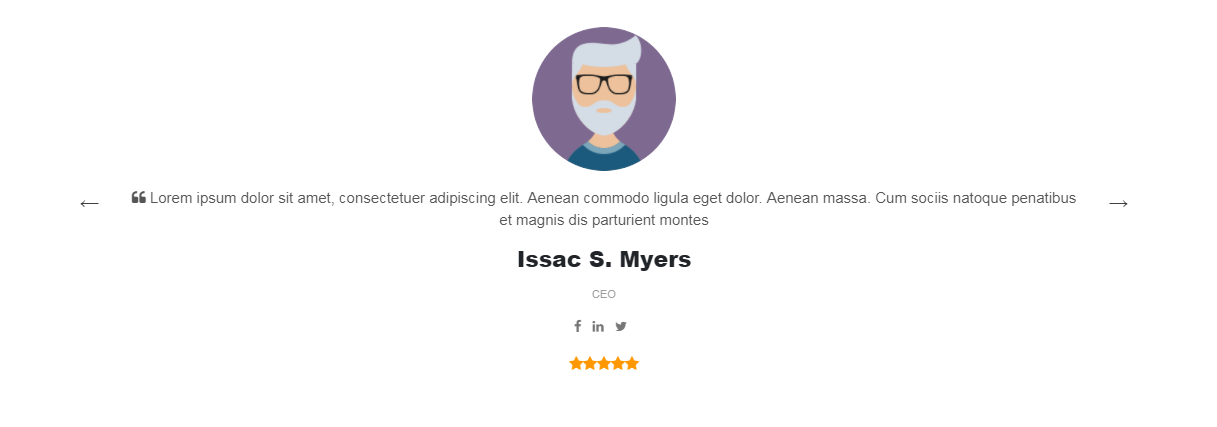 Lorem ipsum dolor sit amet, consectetuer adipiscing elit. Aenean commodo ligula eget dolor. Aenean massa. Cum sociis natoque penatibus
et magnis dis parturient montes
Issac S. Myers
CEO